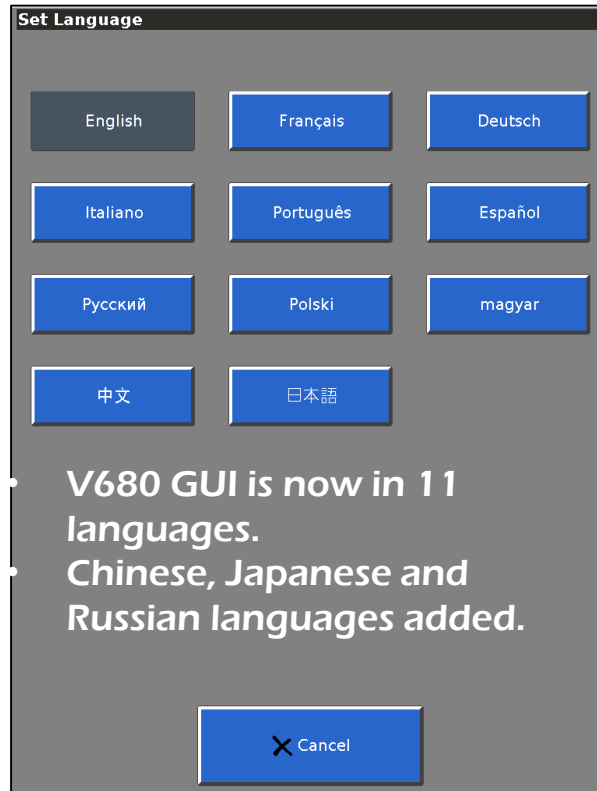 Set Language
English Français Deutsch
Italiano Português Español
Русский Polski magyar
中文 日本語
• V680 GUI is now in 11
languages.
• Chinese, Japanese and
Russian languages added.
Cancel